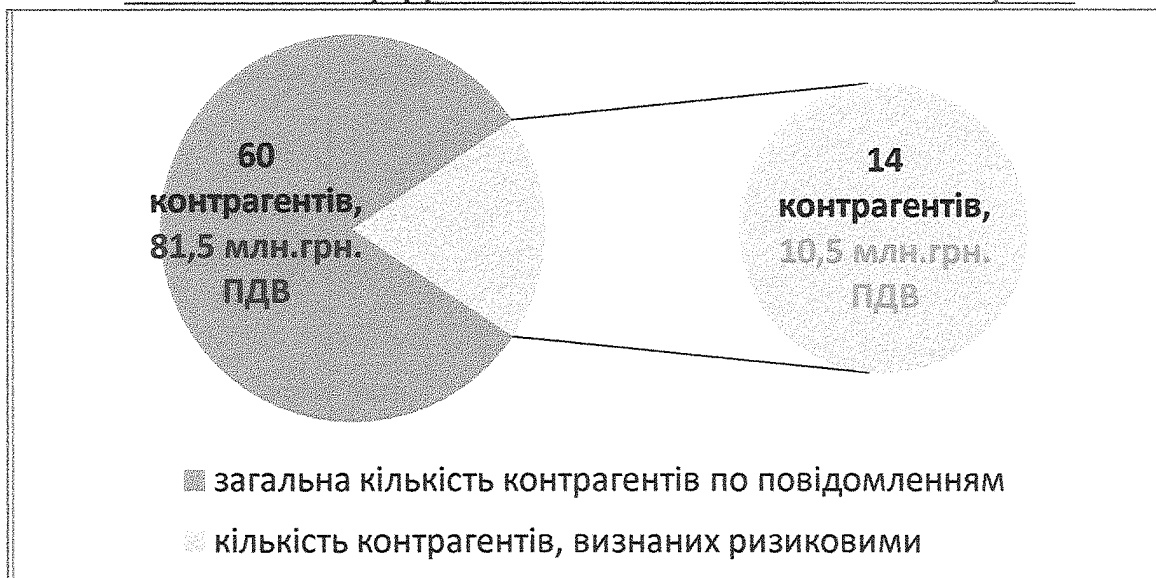 60
контрагентів,
81,5 млн.грн.
ПДВ
14
контрагентів,
10,5 млн.грн.
ПДВ
загальна кількість контрагентів по повідомленням
кількість контрагентів, визнаних ризиковими